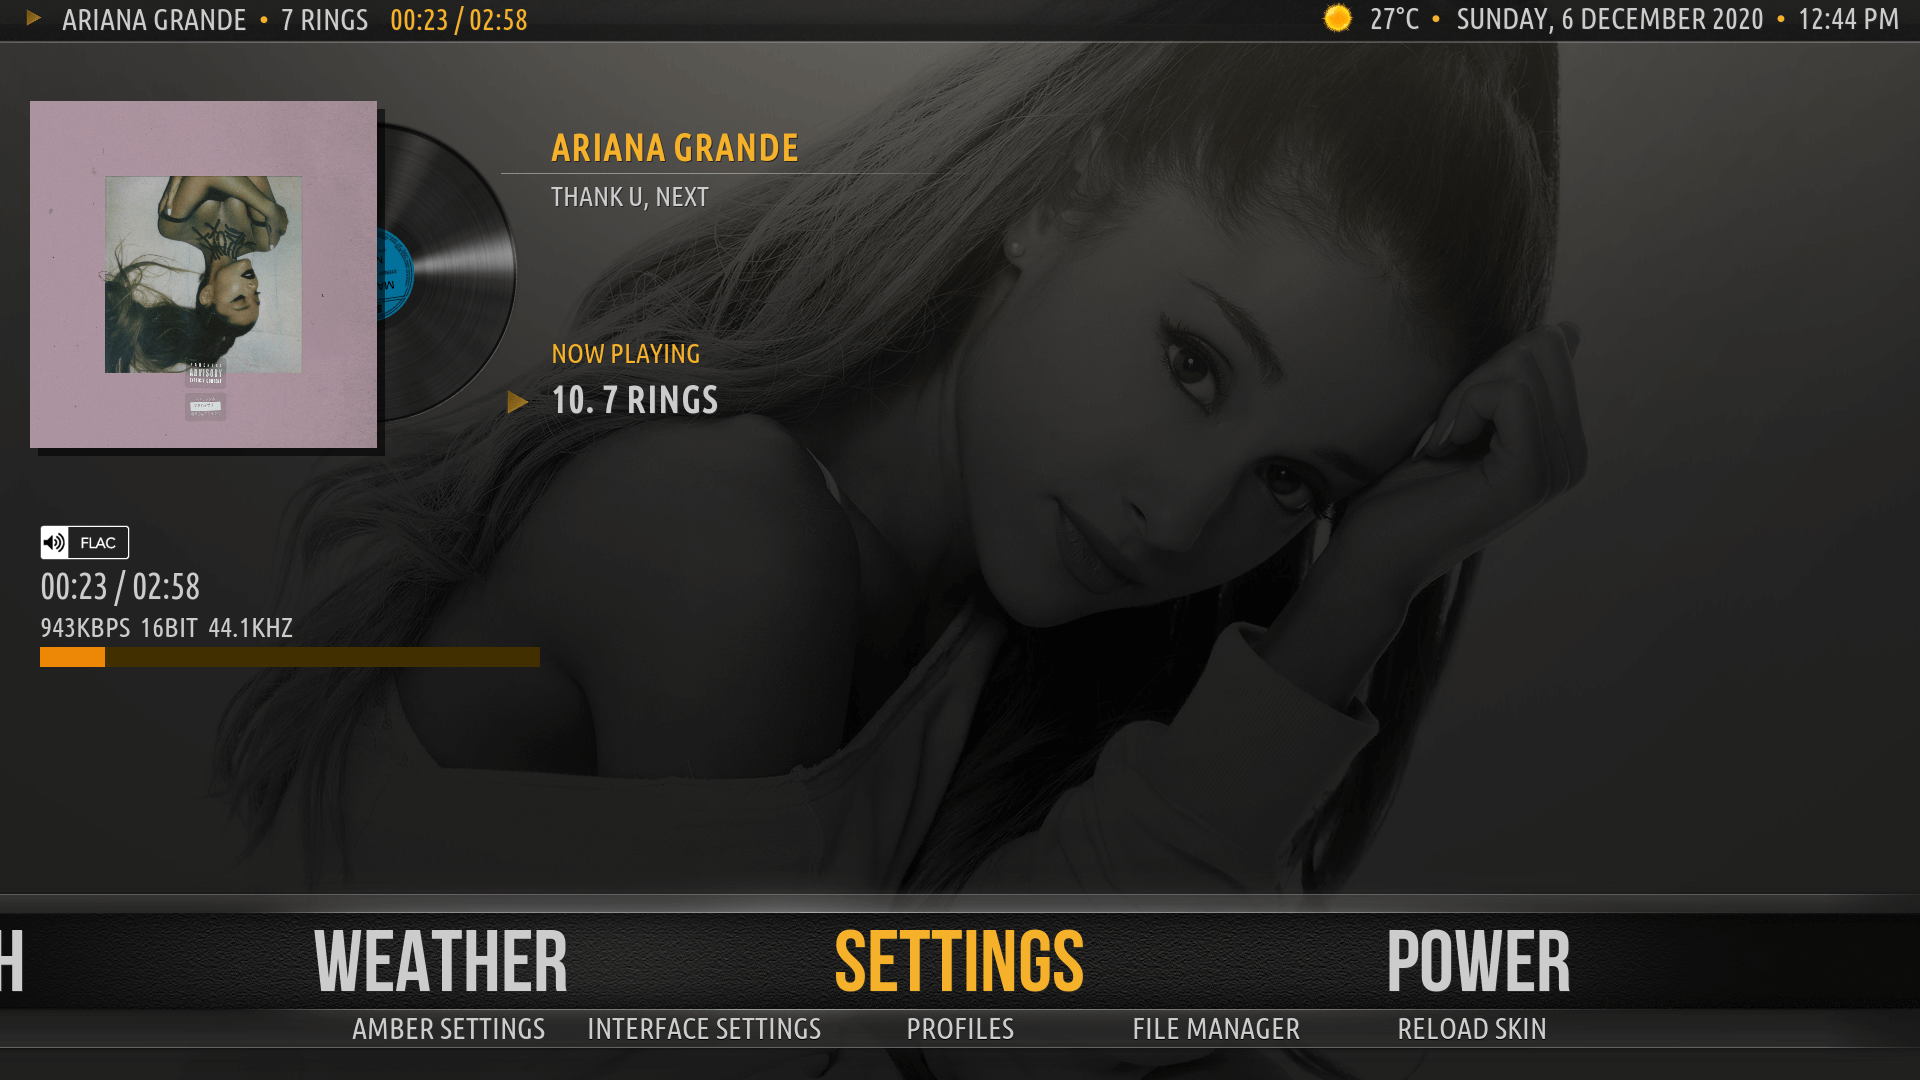 ARIANA GRANDE • 7 RINGS 00:23 / 02:58
27°C • SUNDAY, 6 DECEMBER 2020 • 12:44 PM
ARIANA GRANDE
THANK U, NEXT
ADVISORY
NOW PLAYING
10. 7 RINGS
FLAC
00:23 / 02:58
943KBPS 16BIT 44.1KHZ
H WEATHER SETTINGS POWER
AMBER SETTINGS INTERFACE SETTINGS PROFILES FILE MANAGER RELOAD SKIN